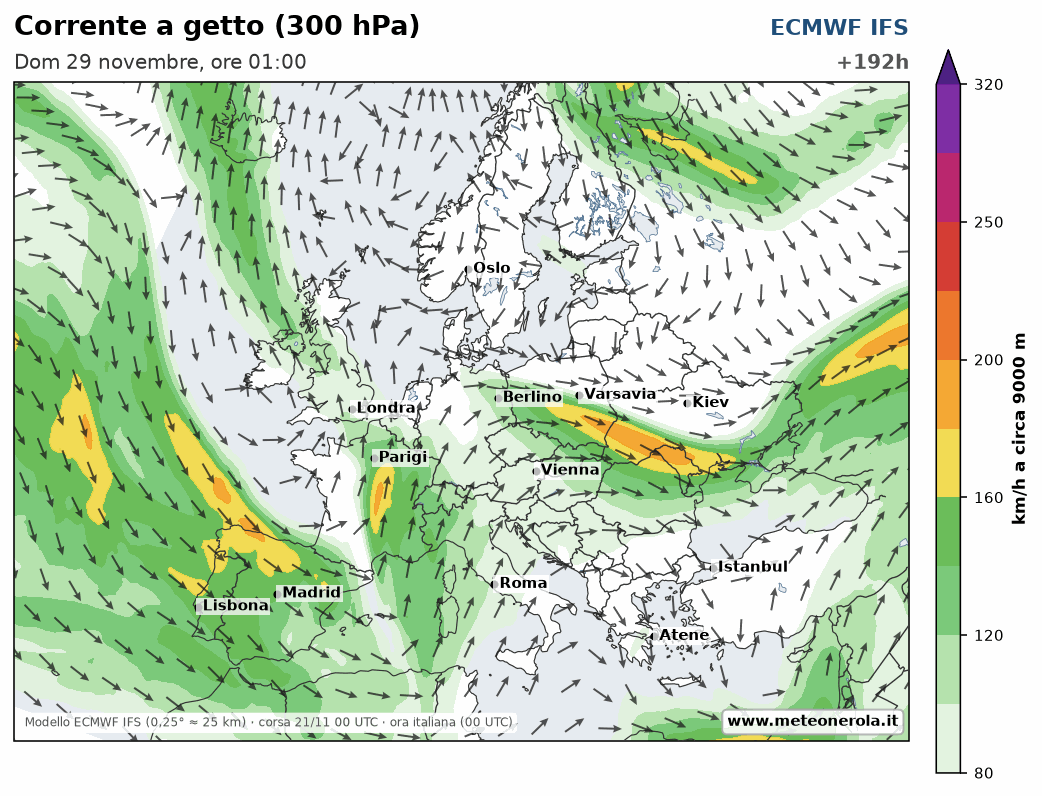 Corrente a getto (300 hPa)
ECMWF IFS
Dom 29 novembre, ore 01:00
+192h
320
250
200
160
120
80
km/h a circa 9000 m
Oslo
Berlino
Varsavia
Kiev
Londra
Parigi
Vienna
Istanbul
Roma
Madrid
Lisbona
Atene
Modello ECMWF IFS (0,25° ≈ 25 km) · corsa 21/11 00 UTC · ora italiana (00 UTC)
www.meteonerola.it